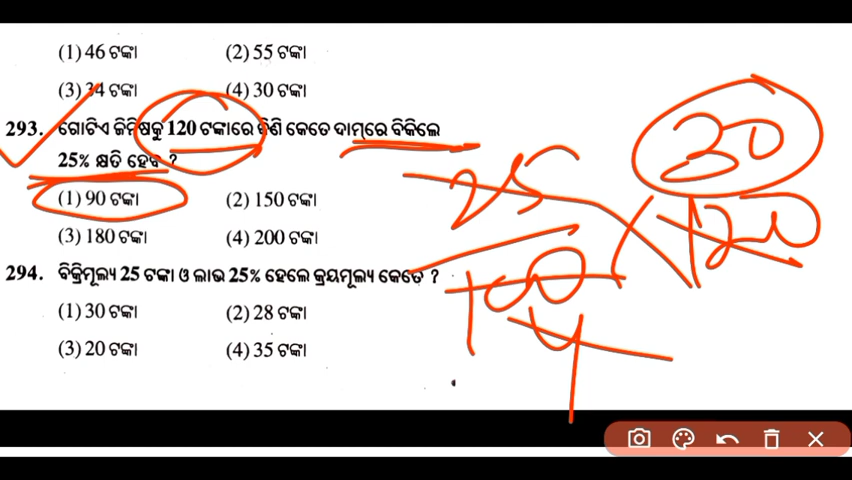 (1) 46 ଟଙ୍କା (2) 55 ଟଙ୍କା
(3) 34 ଟଙ୍କା (4) 30 ଟଙ୍କା
293. ଗୋଟିଏ ଜିନିଷକୁ 120 ଟଙ୍କାରେ କିଣି କେତେ ଦାମ୍‌ରେ ବିକିଲେ
25% କ୍ଷତି ହେବ ?
(1) 90 ଟଙ୍କା (2) 150 ଟଙ୍କା
(3) 180 ଟଙ୍କା (4) 200 ଟଙ୍କା
294. ବିକ୍ରିମୂଲ୍ୟ 25 ଟଙ୍କା ଓ ଲାଭ 25% ହେଲେ କ୍ରୟମୂଲ୍ୟ କେତେ ?
(1) 30 ଟଙ୍କା (2) 28 ଟଙ୍କା
(3) 20 ଟଙ୍କା (4) 35 ଟଙ୍କା
30
25 120
100
4